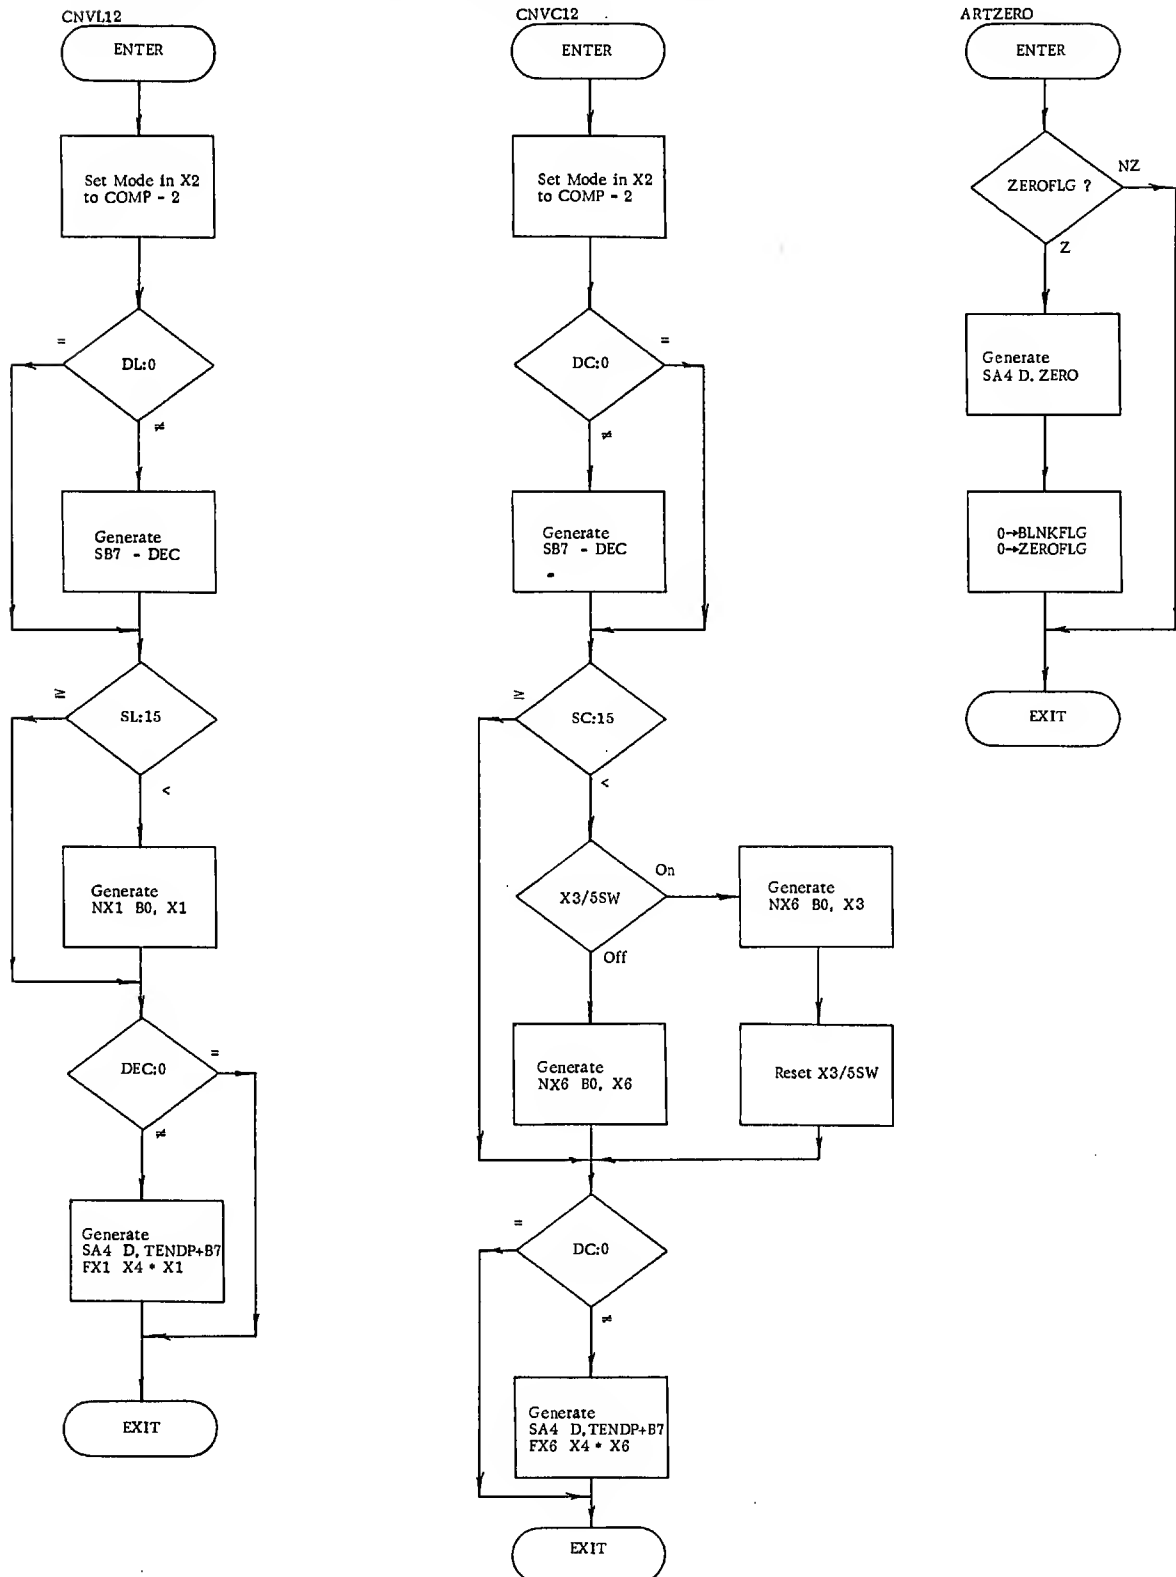 CNVL12
ENTER
Set Mode in X2
to COMP - 2
DL:0
=
≠
Generate
SB7 - DEC
SL:15
≥
<
Generate
NX1 B0, X1
DEC:0
=
≠
Generate
SA4 D.TENDP+B7
FX1 X4 * X1
EXIT
CNVC12
ENTER
Set Mode in X2
to COMP - 2
DC:0
=
≠
Generate
SB7 - DEC
SC:15
≥
<
X3/5SW
On
Off
Generate
NX6 B0, X3
Reset X3/5SW
Generate
NX6 B0, X6
DC:0
=
≠
Generate
SA4 D.TENDP+B7
FX6 X4 * X6
EXIT
ARTZERO
ENTER
ZEROFLG ?
NZ
Z
Generate
SA4 D.ZERO
0→BLNKFLG
0→ZEROFLG
EXIT